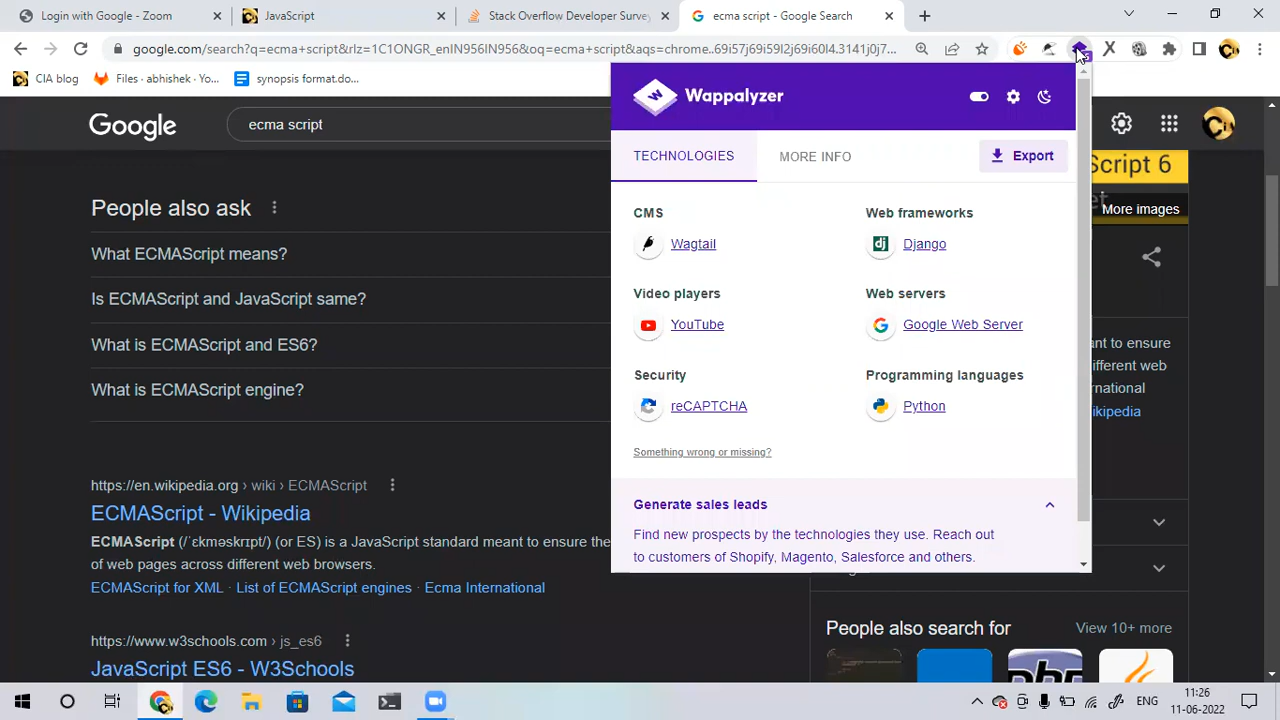 Login with Google - Zoom
JavaScript
Stack Overflow Developer Surve
ecma script - Google Search
google.com/search?q=ecma+script&rlz=1C1ONGR_enIN956IN956&oq=ecma+script&aqs=chrome..69i57j69i59l2j69i60l4.3141j0j7...
CIA blog
Files · abhishek · Gi...
synopsis format.do...
Google
ecma script
Wappalyzer
TECHNOLOGIES
MORE INFO
Export
CMS
Wagtail
Web frameworks
Django
Video players
YouTube
Web servers
Google Web Server
Security
reCAPTCHA
Programming languages
Python
Something wrong or missing?
Generate sales leads
Find new prospects by the technologies they use. Reach out
to customers of Shopify, Magento, Salesforce and others.
People also ask
What ECMAScript means?
Is ECMAScript and JavaScript same?
What is ECMAScript and ES6?
What is ECMAScript engine?
https://en.wikipedia.org › wiki › ECMAScript
ECMAScript - Wikipedia
ECMAScript (/ˈɛkməskrɪpt/) (or ES) is a JavaScript standard meant to ensure the
of web pages across different web browsers.
ECMAScript for XML · List of ECMAScript engines · Ecma International
https://www.w3schools.com › js_es6
JavaScript ES6 - W3Schools
Script 6
More images
ant to ensure
different web
national
ikipedia
People also search for
View 10+ more
php
ENG
11:26
11-06-2022